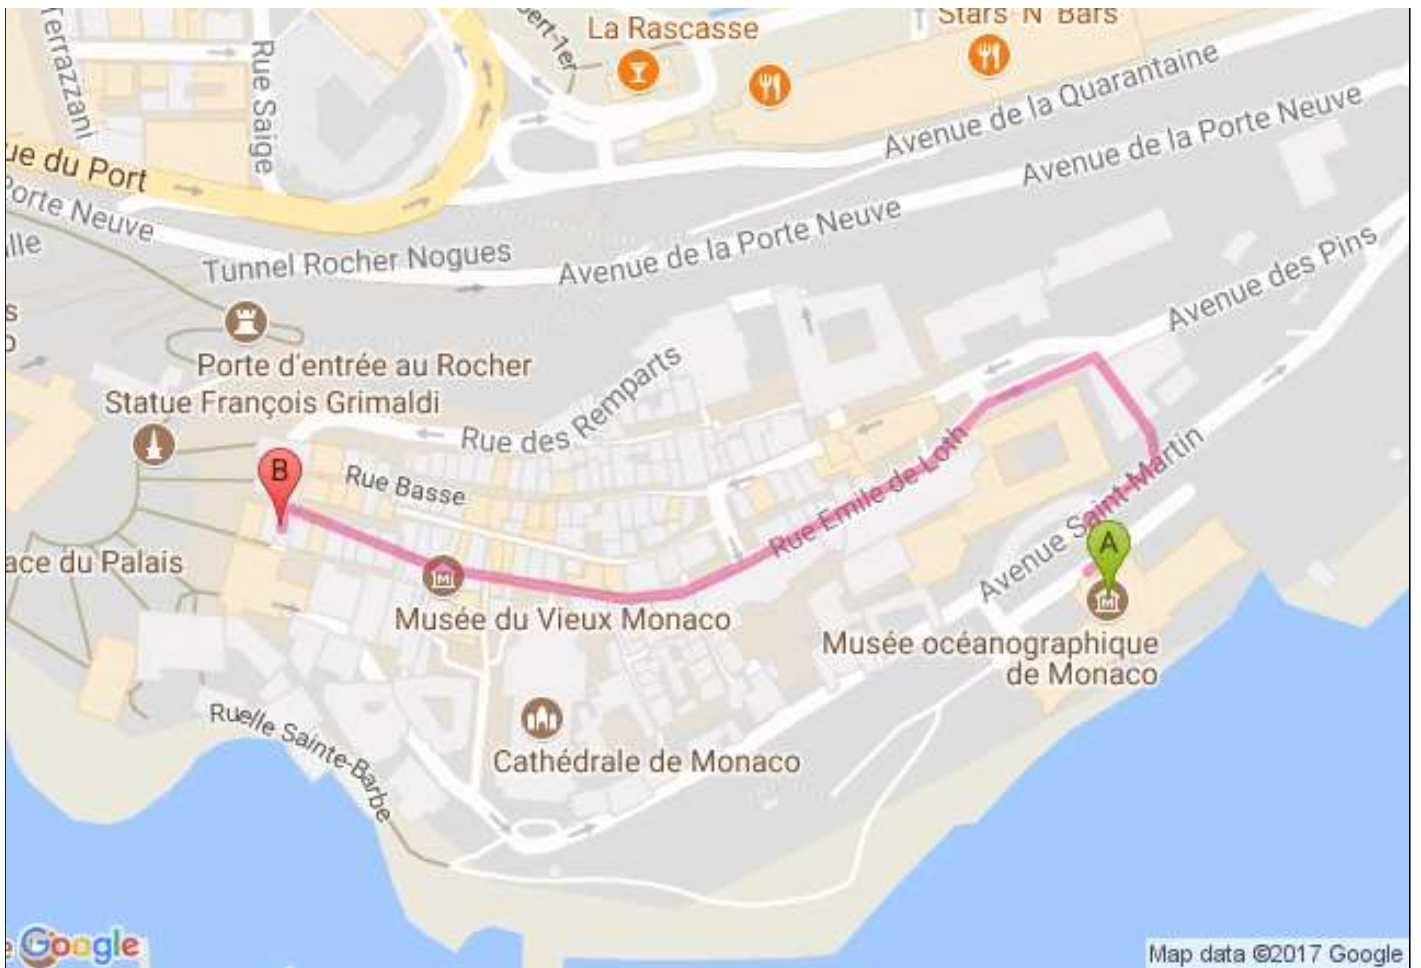 La Rascasse
Stars 'N' Bars
bert-1er
Terrazzani
Rue Saige
Avenue de la Quarantaine
Avenue de la Porte Neuve
ue du Port
Porte Neuve
Tunnel Rocher Nogues
Avenue de la Porte Neuve
Avenue des Pins
Porte d'entrée au Rocher
Statue François Grimaldi
Rue des Remparts
B
Rue Basse
Rue Emile de Loth
Avenue Saint-Martin
A
ace du Palais
M
Musée du Vieux Monaco
M
Musée océanographique
de Monaco
Ruelle Sainte-Barbe
Cathédrale de Monaco
Google
Map data ©2017 Google